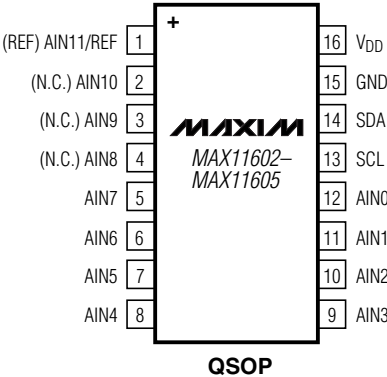 +
(REF) AIN11/REF 1 16 VDD
(N.C.) AIN10 2 15 GND
(N.C.) AIN9 3 MAXIM 14 SDA
(N.C.) AIN8 4 MAX11602– 13 SCL
AIN7 5 MAX11605 12 AIN0
AIN6 6 11 AIN1
AIN5 7 10 AIN2
AIN4 8 9 AIN3
QSOP